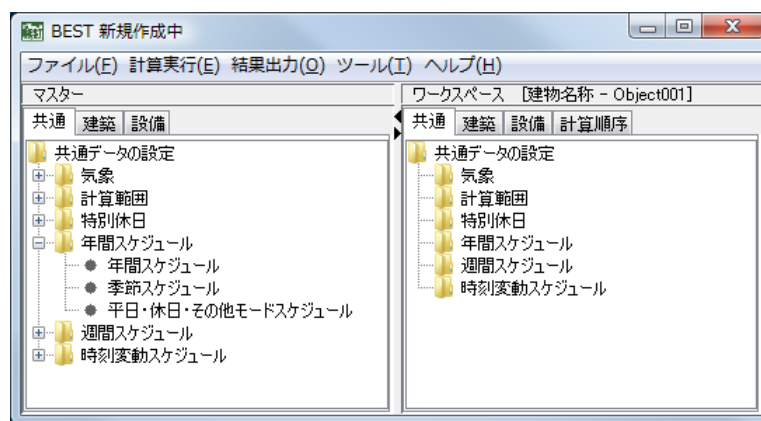 BEST 新規作成中
ファイル(F) 計算実行(E) 結果出力(O) ツール(T) ヘルプ(H)
マスター
共通 建築 設備
共通データの設定
気象
計算範囲
特別休日
年間スケジュール
年間スケジュール
季節スケジュール
平日・休日・その他モードスケジュール
週間スケジュール
時刻変動スケジュール
ワークスペース [建物名称 - Object001]
共通 建築 設備 計算順序
共通データの設定
気象
計算範囲
特別休日
年間スケジュール
週間スケジュール
時刻変動スケジュール